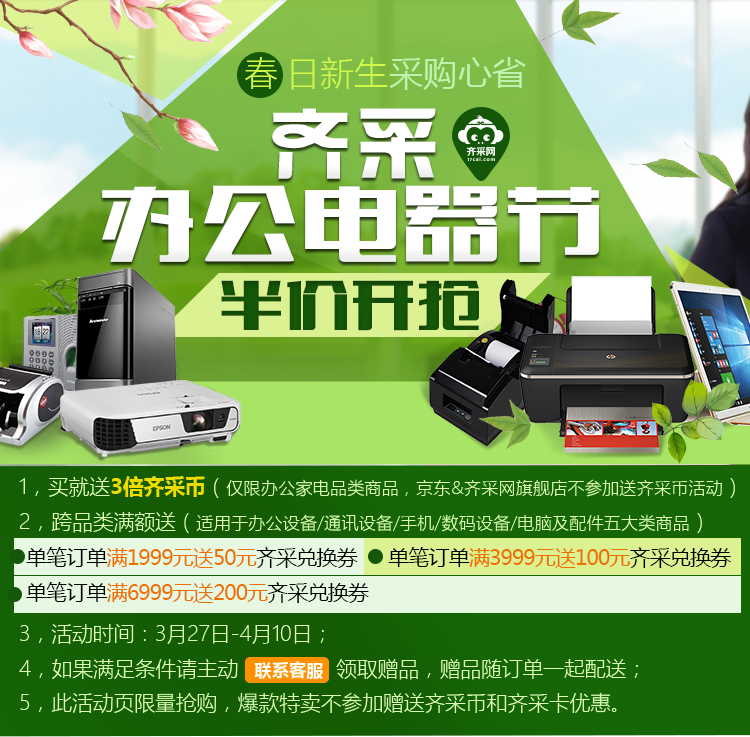 春日新生采购心省
齐采
齐采网
17cai.com
办公电器节
半价开抢
Lenovo
EPSON
hp
1，买就送3倍齐采币（仅限办公家电品类商品，京东&齐采网旗舰店不参加送齐采币活动）
2，跨品类满额送（适用于办公设备/通讯设备/手机/数码设备/电脑及配件五大类商品）
●单笔订单满1999元送50元齐采兑换券 ●单笔订单满3999元送100元齐采兑换券
●单笔订单满6999元送200元齐采兑换券
3，活动时间：3月27日-4月10日；
4，如果满足条件请主动 联系客服 领取赠品，赠品随订单一起配送；
5，此活动页限量抢购，爆款特卖不参加赠送齐采币和齐采卡优惠。